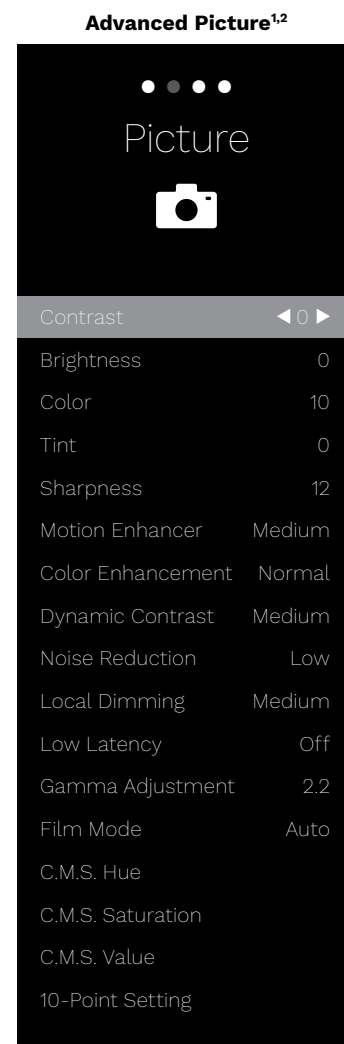 Advanced Picture1,2
Picture
Contrast 0
Brightness 0
Color 10
Tint 0
Sharpness 12
Motion Enhancer Medium
Color Enhancement Normal
Dynamic Contrast Medium
Noise Reduction Low
Local Dimming Medium
Low Latency Off
Gamma Adjustment 2.2
Film Mode Auto
C.M.S. Hue
C.M.S. Saturation
C.M.S. Value
10-Point Setting